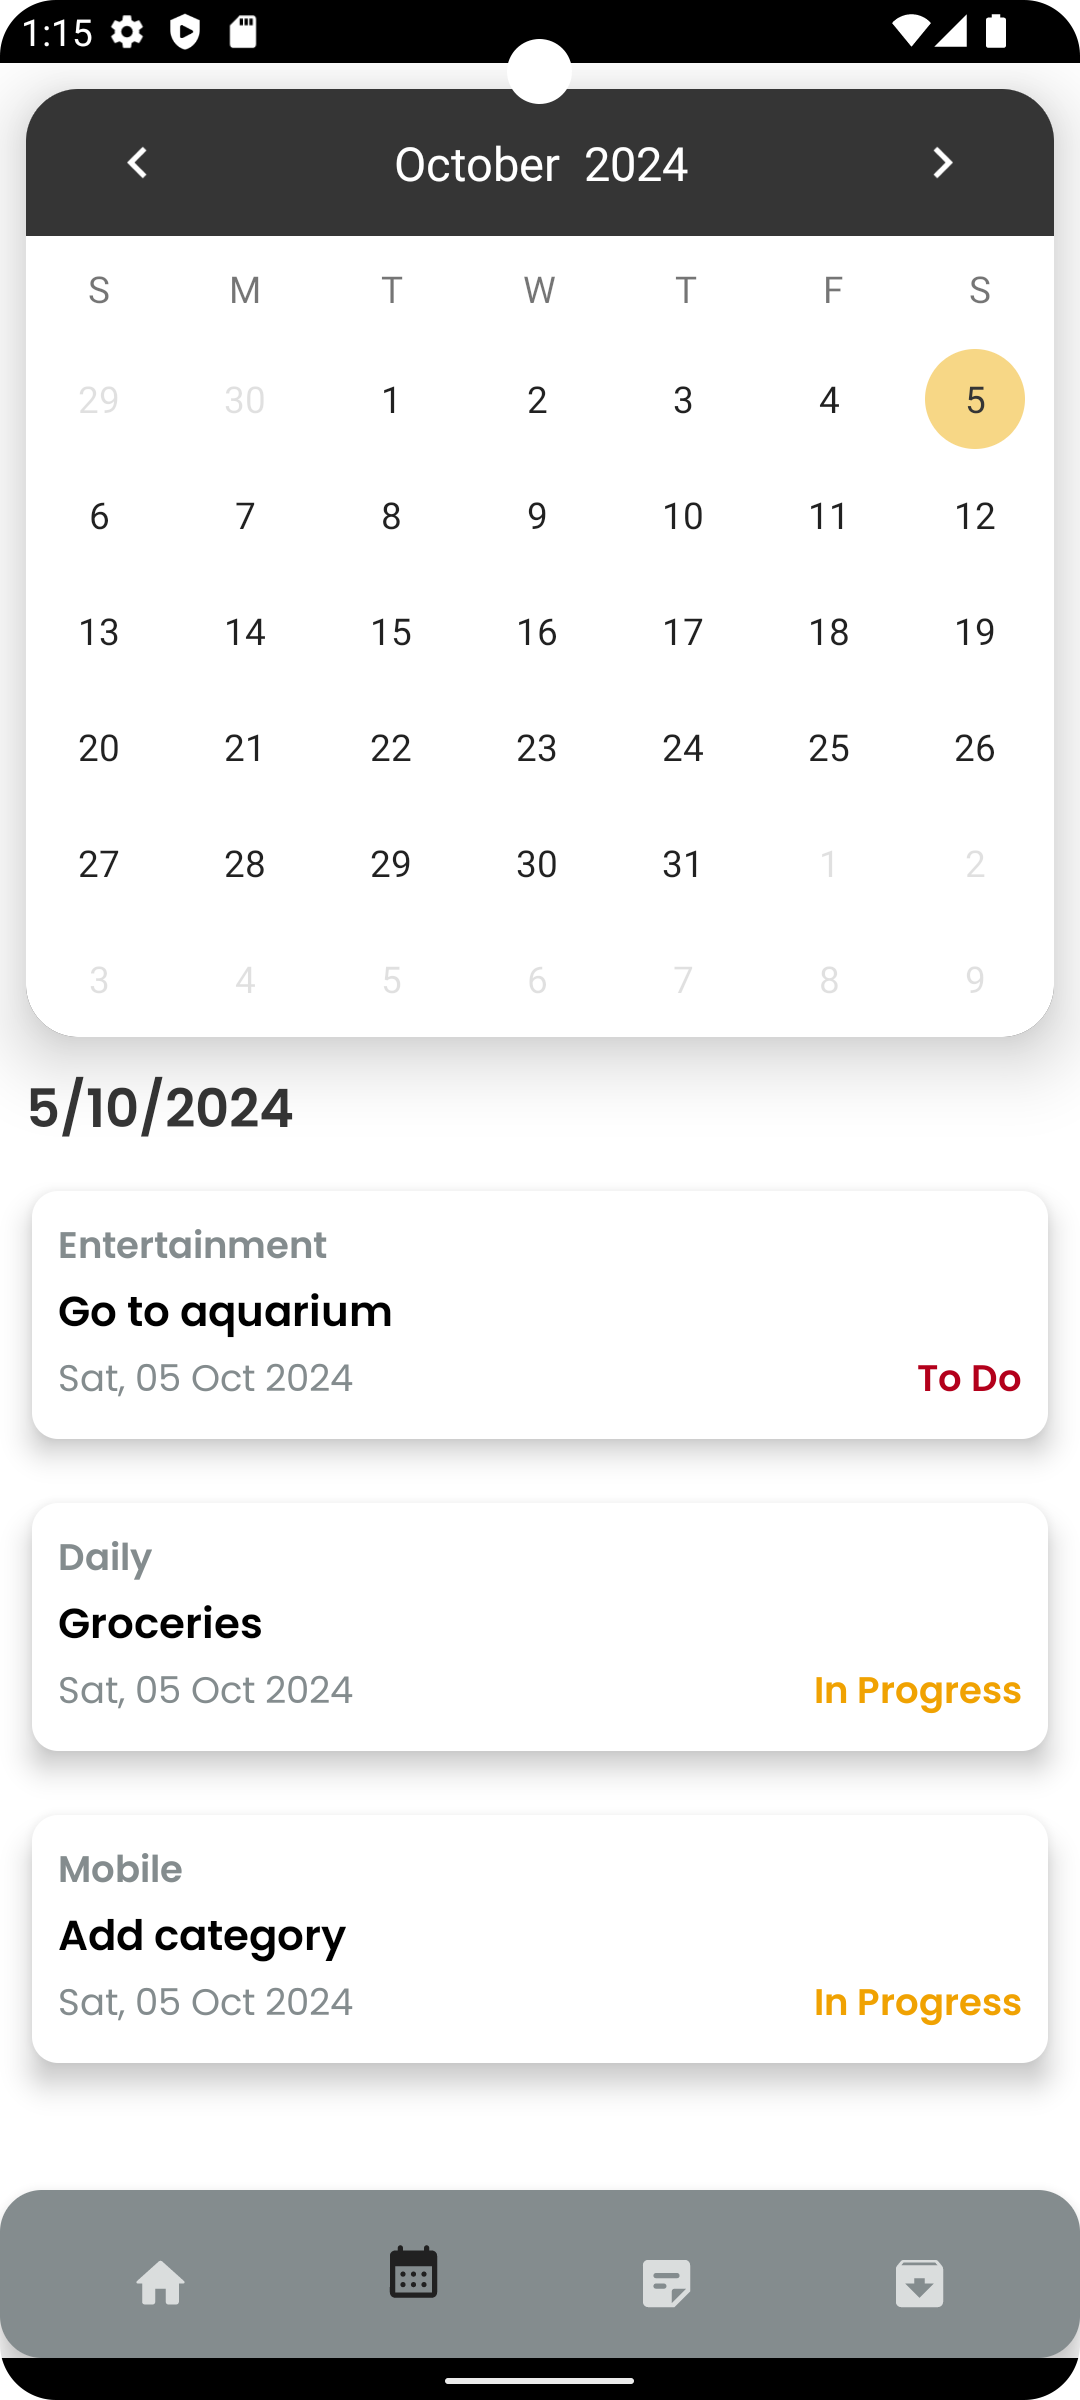 1:15
October 2024
S M T W T F S
29 30 1 2 3 4 5
6 7 8 9 10 11 12
13 14 15 16 17 18 19
20 21 22 23 24 25 26
27 28 29 30 31 1 2
3 4 5 6 7 8 9
5/10/2024
Entertainment
Go to aquarium
Sat, 05 Oct 2024 To Do
Daily
Groceries
Sat, 05 Oct 2024 In Progress
Mobile
Add category
Sat, 05 Oct 2024 In Progress